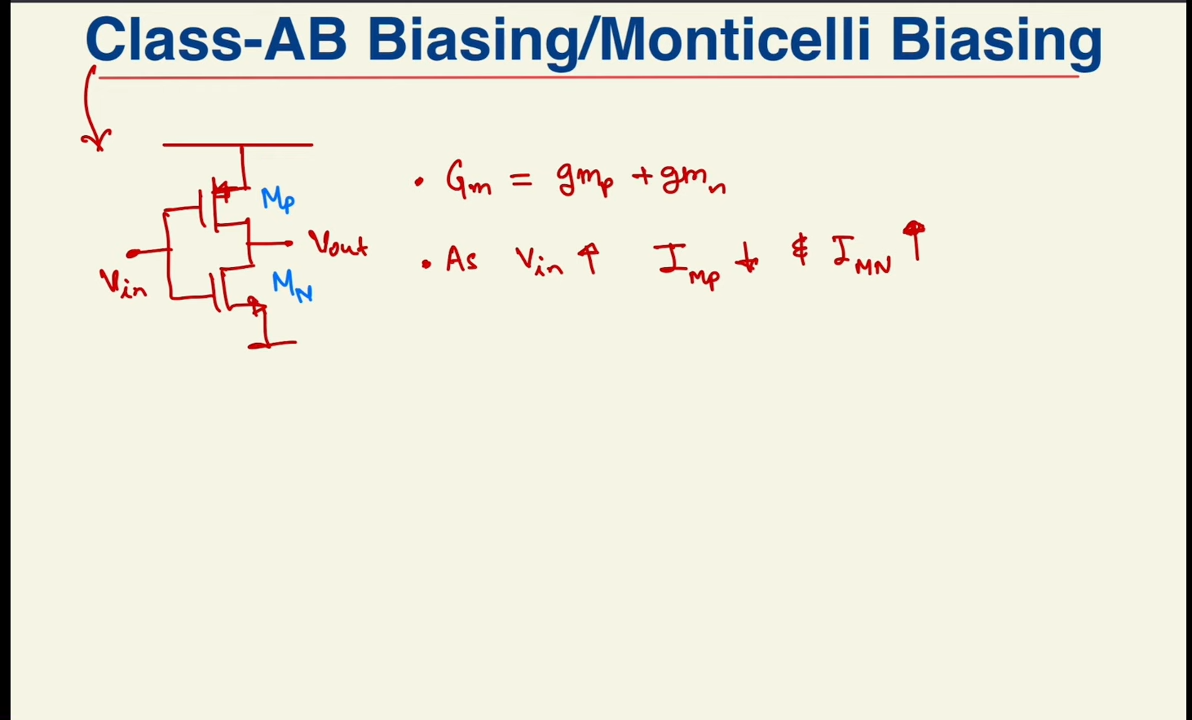 Class-AB Biasing/Monticelli Biasing
Mp
Vout
Vin
MN
• Gm = gmp + gmn
• As Vin ↑ IMP ↓ & IMN ↑